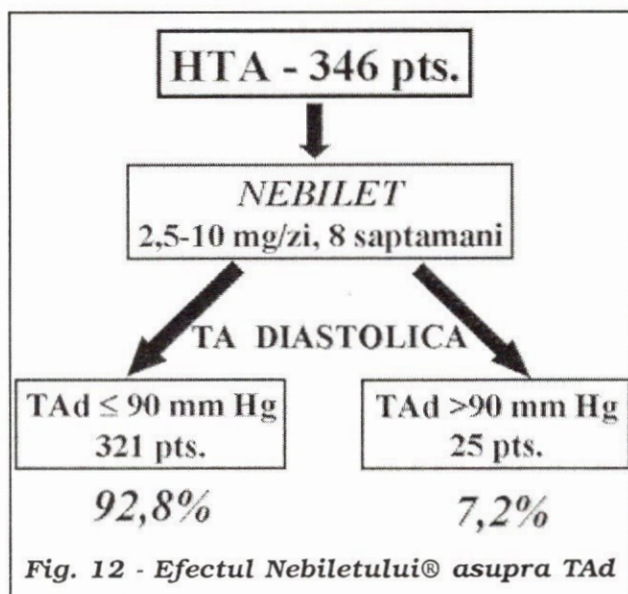 HTA - 346 pts.
NEBILET
2,5-10 mg/zi, 8 saptamani
TA DIASTOLICA
TAd ≤ 90 mm Hg
321 pts.
92,8%
TAd >90 mm Hg
25 pts.
7,2%
Fig. 12 - Efectul Nebiletului® asupra TAd